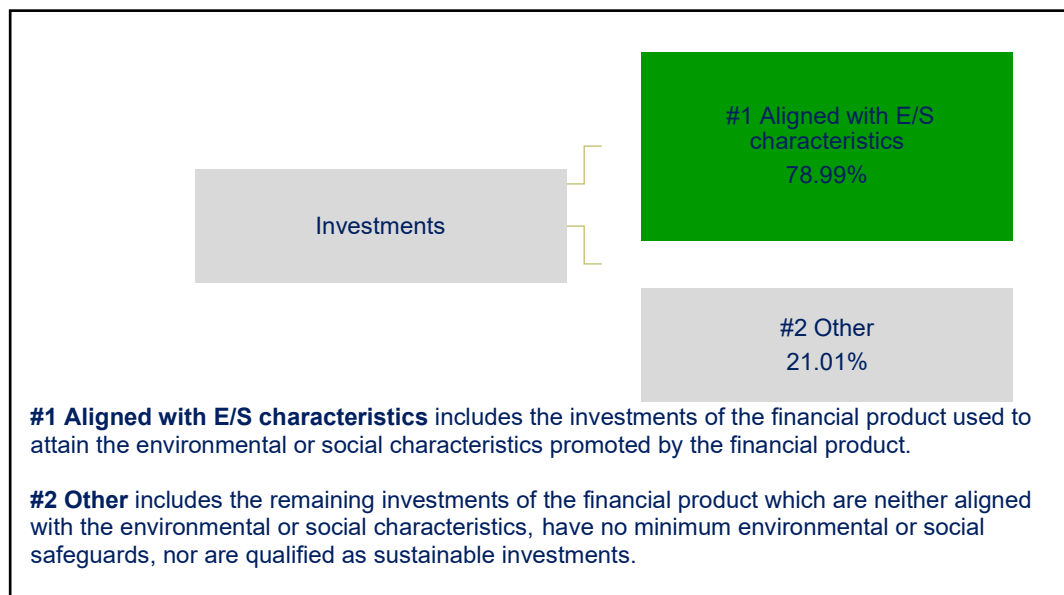 #1 Aligned with E/S
characteristics
78.99%
Investments
#2 Other
21.01%
#1 Aligned with E/S characteristics includes the investments of the financial product used to
attain the environmental or social characteristics promoted by the financial product.
#2 Other includes the remaining investments of the financial product which are neither aligned
with the environmental or social characteristics, have no minimum environmental or social
safeguards, nor are qualified as sustainable investments.